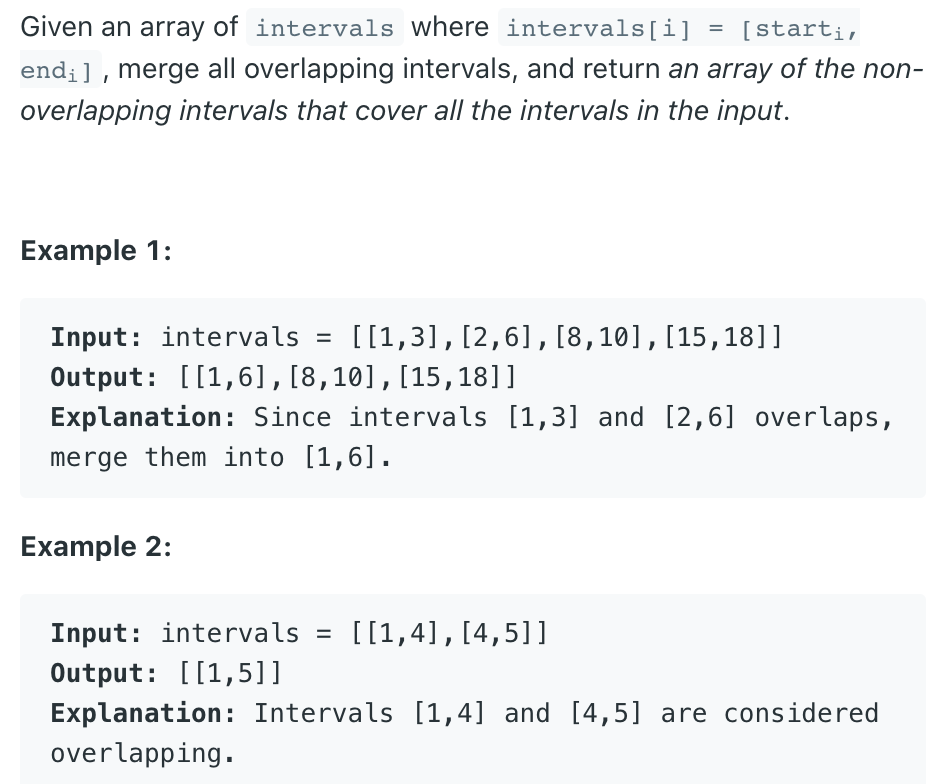 Given an array of intervals where intervals[i] = [starti,
endi], merge all overlapping intervals, and return an array of the non-
overlapping intervals that cover all the intervals in the input.
Example 1:
Input: intervals = [[1,3],[2,6],[8,10],[15,18]]
Output: [[1,6],[8,10],[15,18]]
Explanation: Since intervals [1,3] and [2,6] overlaps,
merge them into [1,6].
Example 2:
Input: intervals = [[1,4],[4,5]]
Output: [[1,5]]
Explanation: Intervals [1,4] and [4,5] are considered
overlapping.